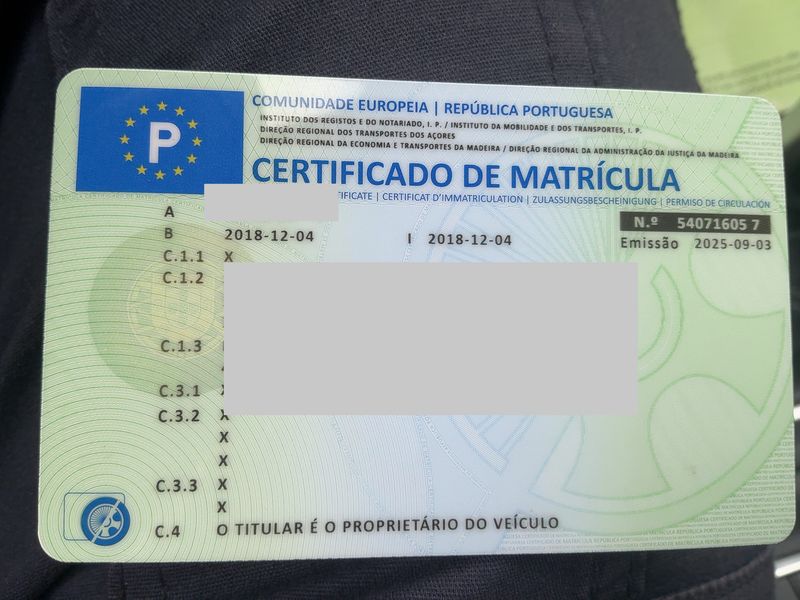 P
COMUNIDADE EUROPEIA | REPÚBLICA PORTUGUESA
INSTITUTO DOS REGISTOS E DO NOTARIADO, I. P. / INSTITUTO DA MOBILIDADE E DOS TRANSPORTES, I. P.
DIREÇÃO REGIONAL DOS TRANSPORTES DOS AÇORES
DIREÇÃO REGIONAL DA ECONOMIA E TRANSPORTES DA MADEIRA / DIREÇÃO REGIONAL DA ADMINISTRAÇÃO DA JUSTIÇA DA MADEIRA
CERTIFICADO DE MATRÍCULA
| CERTIFICAT D'IMMATRICULATION | ZULASSUNGSBESCHEINIGUNG | PERMISO DE CIRCULACIÓN
A
N.º 54071605 7
B 2018-12-04 I 2018-12-04
Emissão 2025-09-03
C.1.1 X
C.1.2
C.1.3
C.3.1 X
C.3.2 X
X
X
C.3.3 X
X
C.4 O TITULAR É O PROPRIETÁRIO DO VEÍCULO